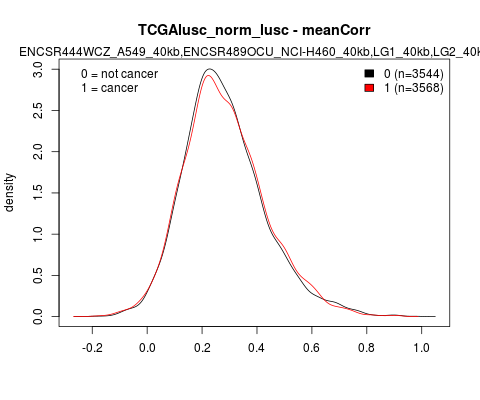 TCGAlusc_norm_lusc - meanCorr
ENCSR444WCZ_A549_40kb,ENCSR489OCU_NCI-H460_40kb,LG1_40kb,LG2_40k
0 = not cancer
1 = cancer
0 (n=3544)
1 (n=3568)
density
3.0
2.5
2.0
1.5
1.0
0.5
0.0
-0.2 0.0 0.2 0.4 0.6 0.8 1.0